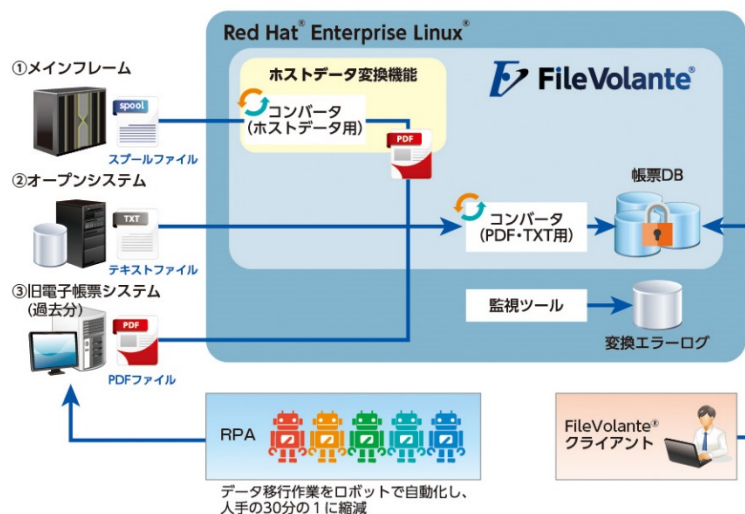 Red Hat® Enterprise Linux®
①メインフレーム
spool
スプールファイル
ホストデータ変換機能
コンバータ
(ホストデータ用)
PDF
FileVolante®
②オープンシステム
TXT
テキストファイル
コンバータ
(PDF・TXT用)
帳票DB
③旧電子帳票システム
(過去分)
PDF
PDFファイル
監視ツール
変換エラーログ
RPA
データ移行作業をロボットで自動化し、
人手の30分の1に縮減
FileVolante®
クライアント